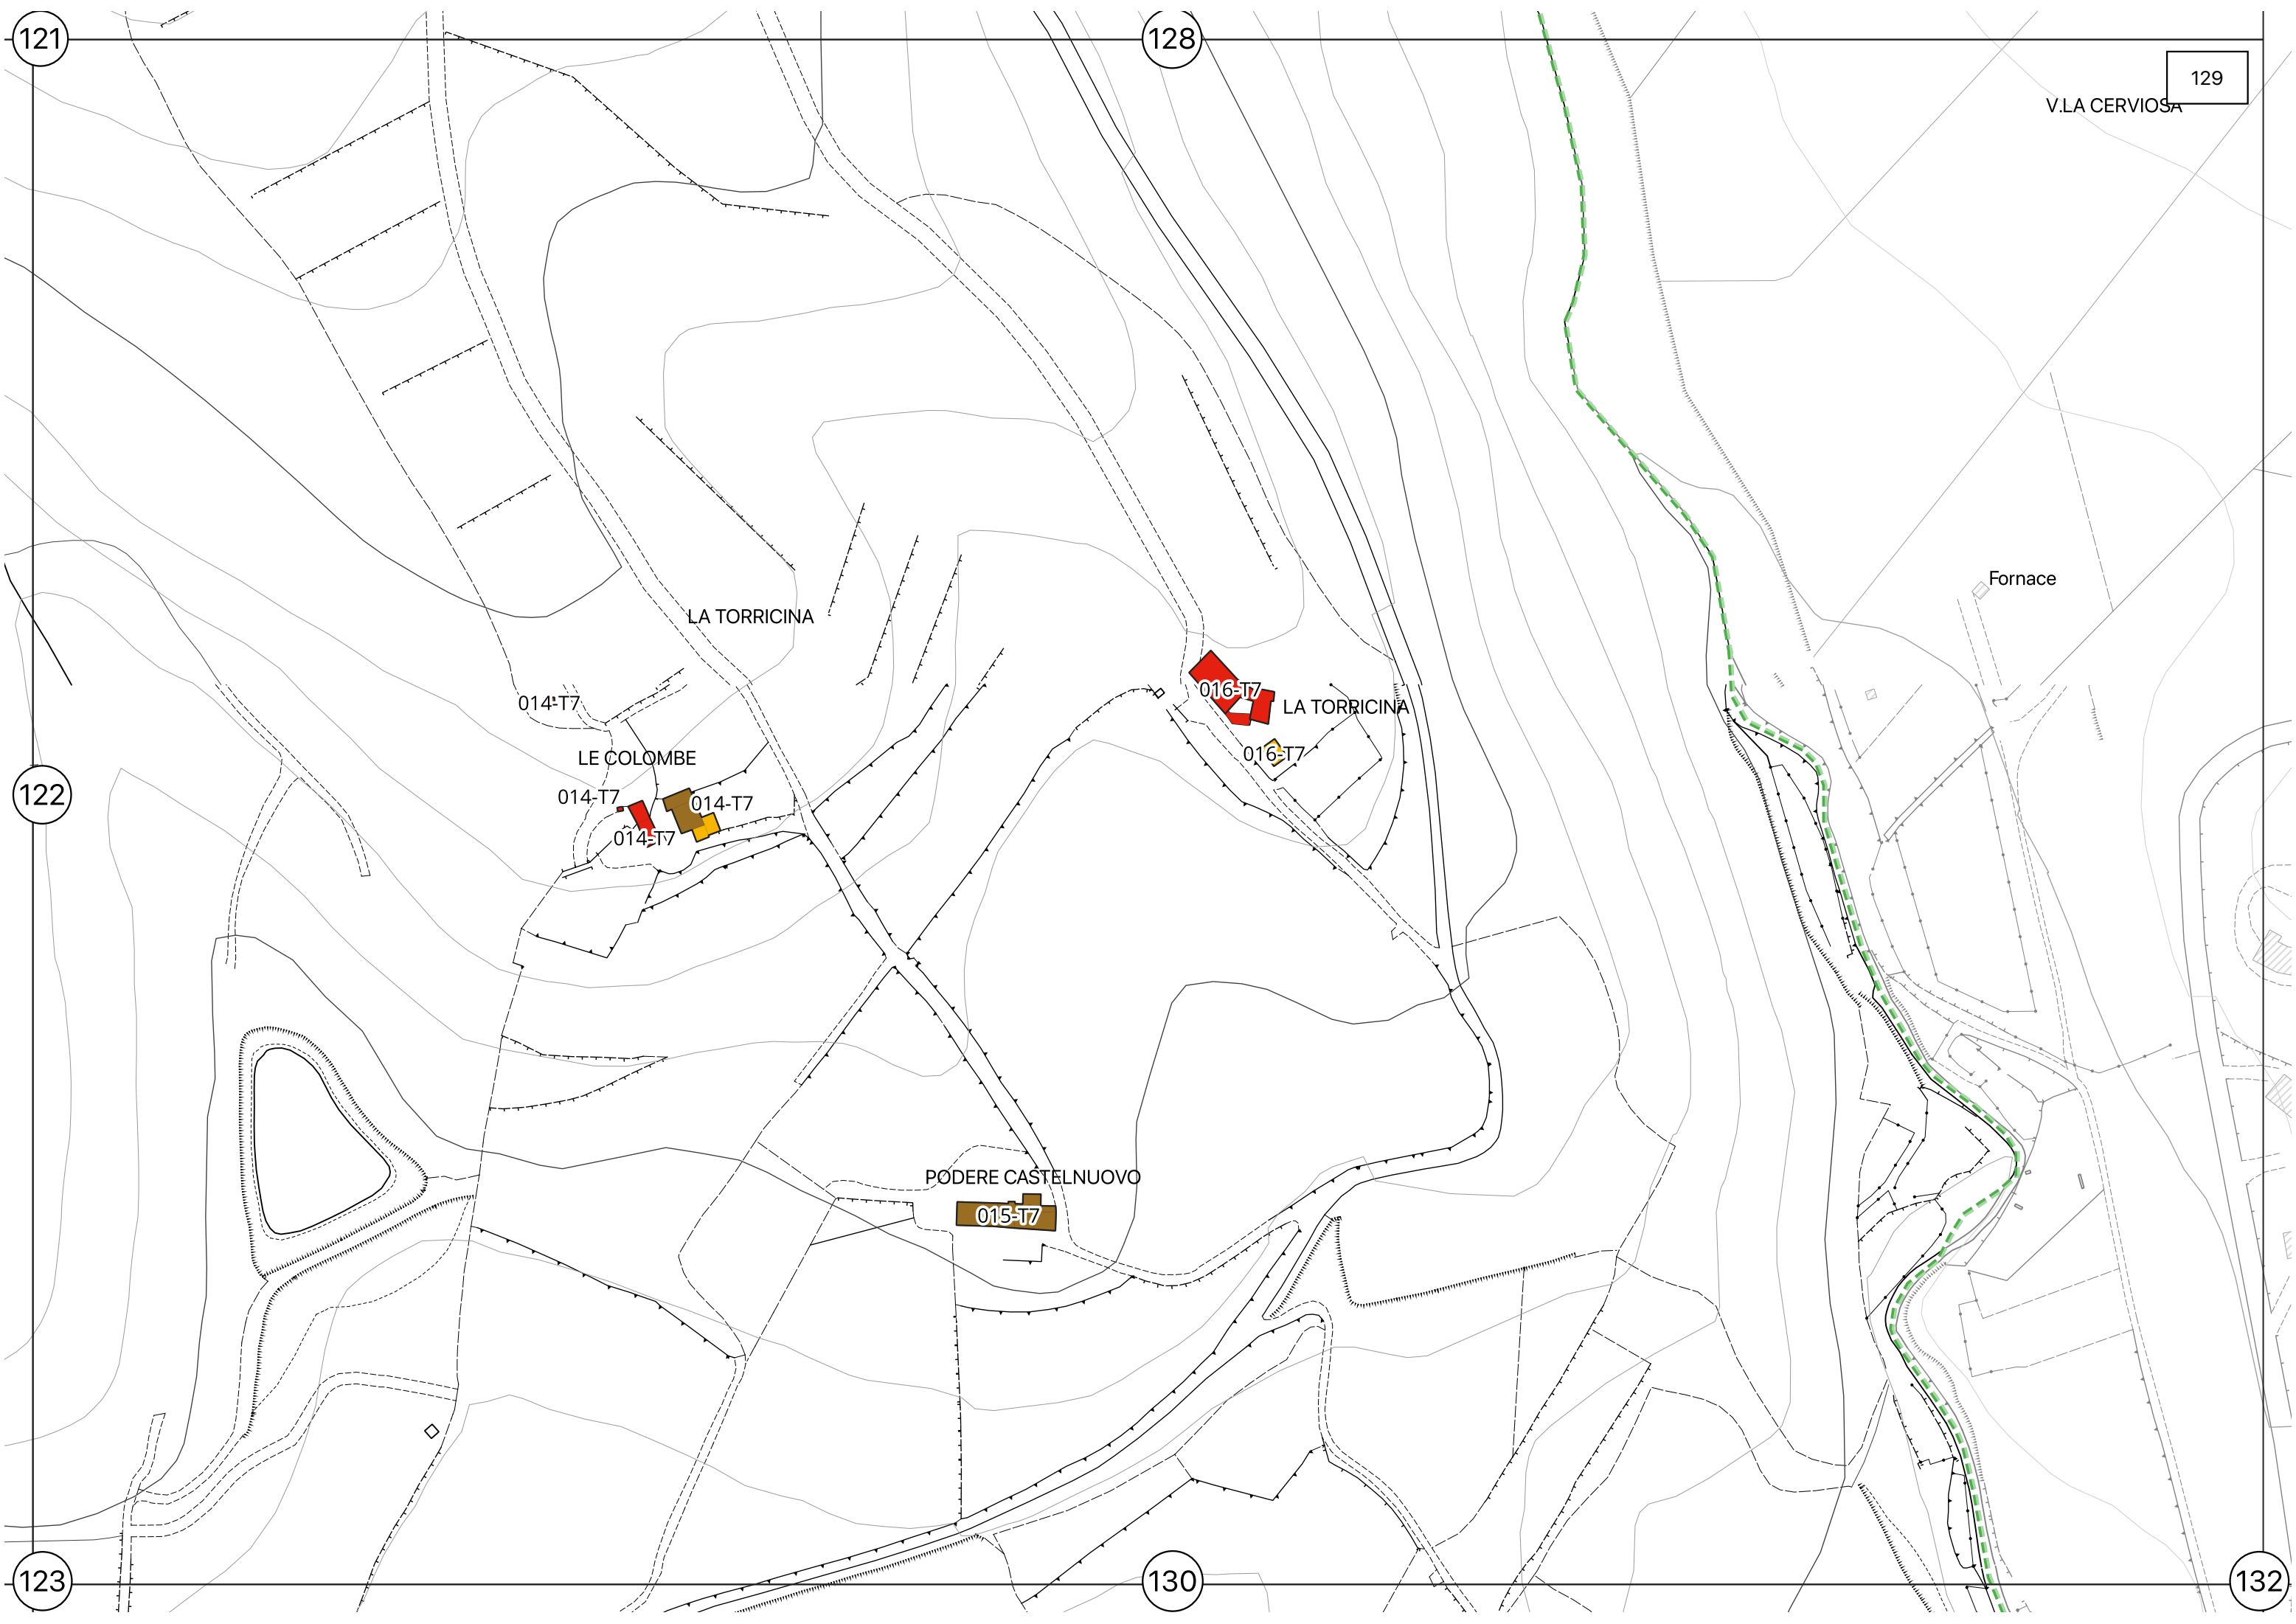 121
128
129
V.LA CERVIOSA
Fornace
LA TORRICINA
014-T7
016-T7
LA TORRICINA
016-T7
LE COLOMBE
122
014-T7
014-T7
014-T7
PODERE CASTELNUOVO
015-T7
123
130
132